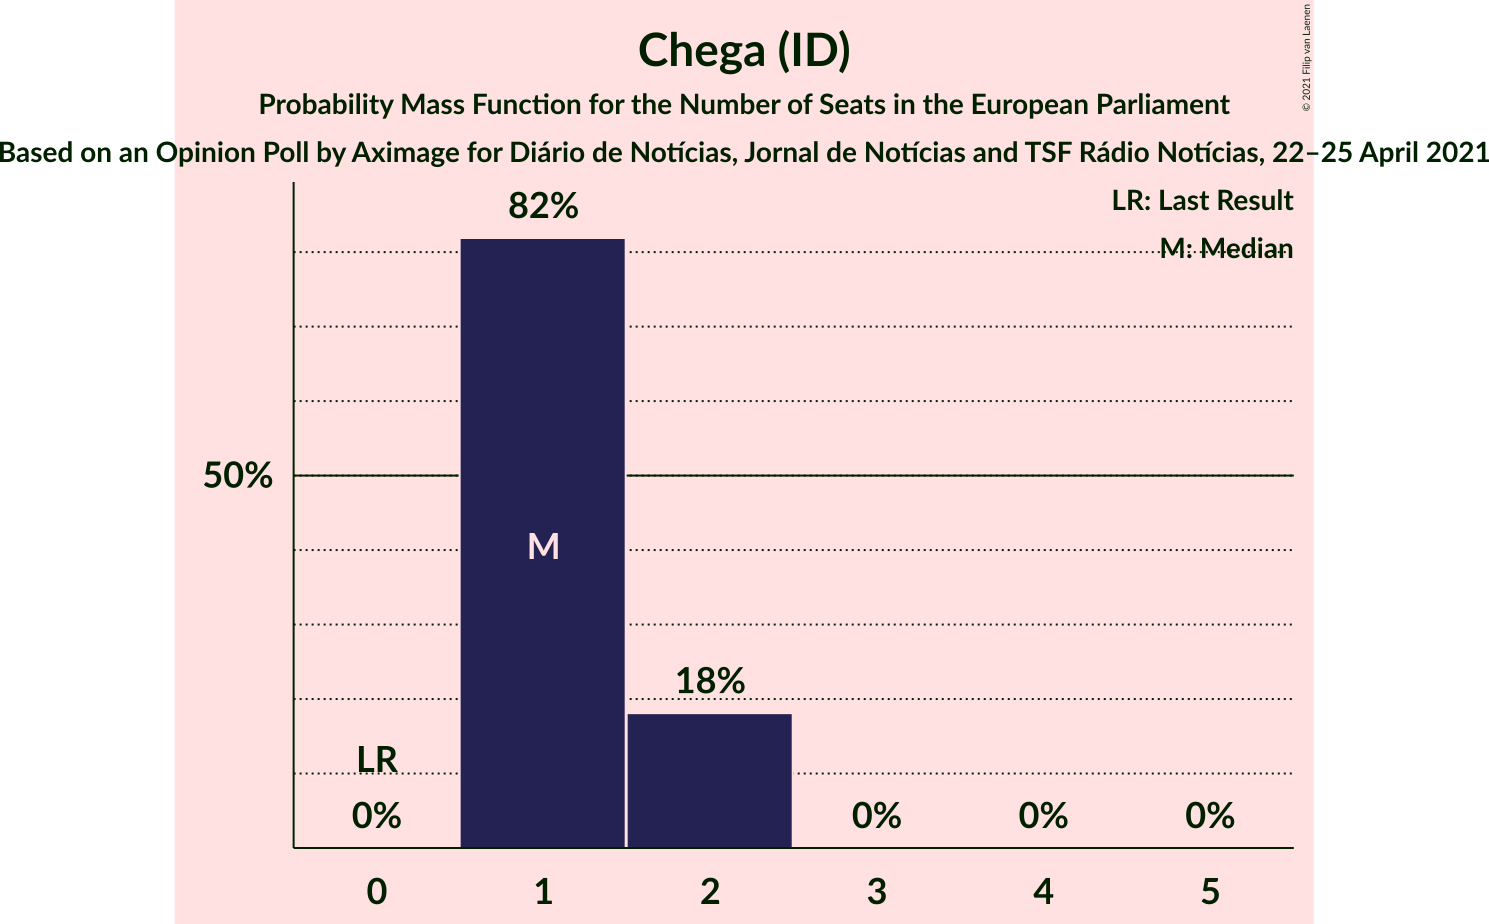 Chega (ID)
Probability Mass Function for the Number of Seats in the European Parliament
Based on an Opinion Poll by Aximage for Diário de Notícias, Jornal de Notícias and TSF Rádio Notícias, 22–25 April 2021
© 2021 Filip van Laenen
LR: Last Result
M: Median
82%
50%
M
18%
LR
0%
0%
0%
0%
0
1
2
3
4
5